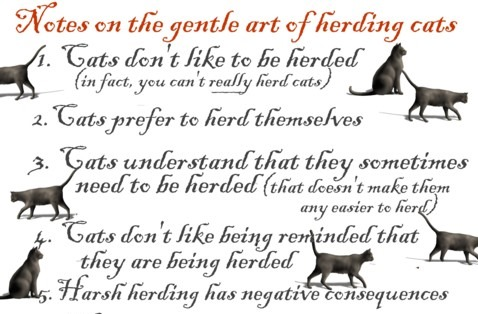 Notes on the gentle art of herding cats
1. Cats don't like to be herded
(in fact, you can't really herd cats)
2. Cats prefer to herd themselves
3. Cats understand that they sometimes
need to be herded (that doesn't make them
any easier to herd)
4. Cats don't like being reminded that
they are being herded
5. Harsh herding has negative consequences